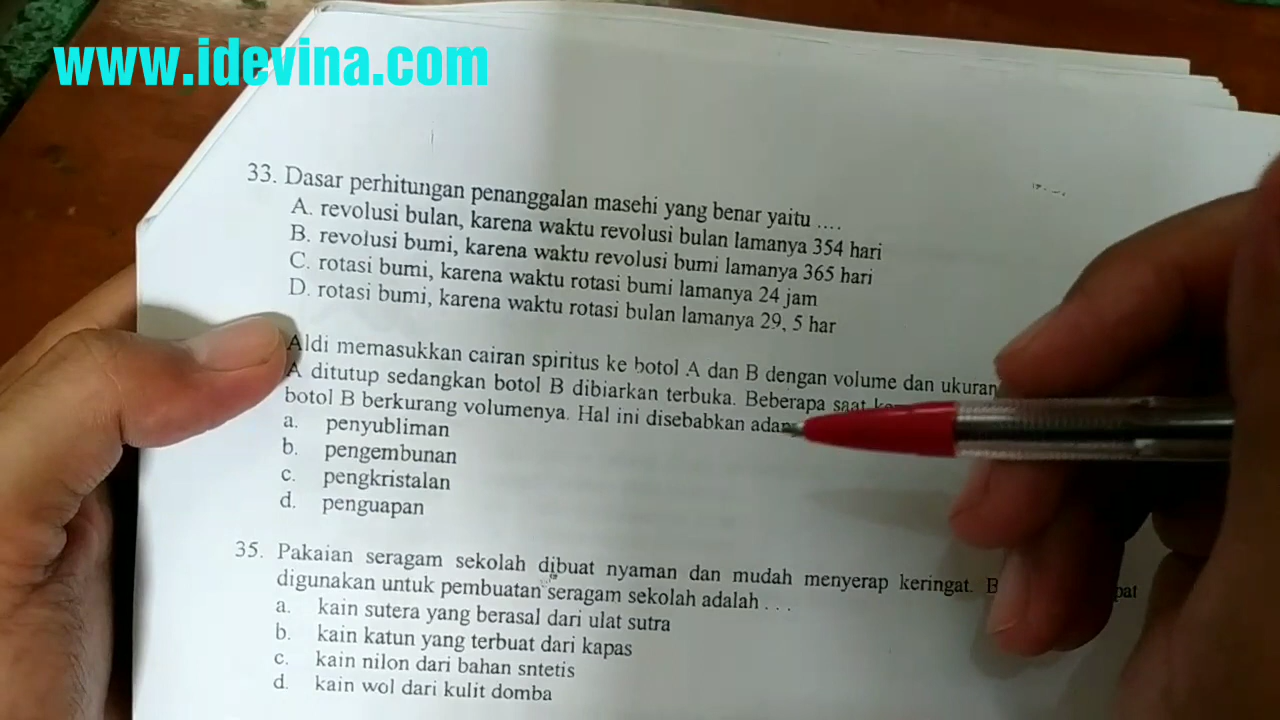 www.idevina.com
33. Dasar perhitungan penanggalan masehi yang benar yaitu ....
A. revolusi bulan, karena waktu revolusi bulan lamanya 354 hari
B. revolusi bumi, karena waktu revolusi bumi lamanya 365 hari
C. rotasi bumi, karena waktu rotasi bumi lamanya 24 jam
D. rotasi bumi, karena waktu rotasi bulan lamanya 29, 5 har
Aldi memasukkan cairan spiritus ke botol A dan B dengan volume dan ukuran
A ditutup sedangkan botol B dibiarkan terbuka. Beberapa saat
botol B berkurang volumenya. Hal ini disebabkan
a. penyubliman
b. pengembunan
c. pengkristalan
d. penguapan
35. Pakaian seragam sekolah dibuat nyaman dan mudah menyerap keringat.
digunakan untuk pembuatan seragam sekolah adalah . . .
a. kain sutera yang berasal dari ulat sutra
b. kain katun yang terbuat dari kapas
c. kain nilon dari bahan sntetis
d. kain wol dari kulit domba